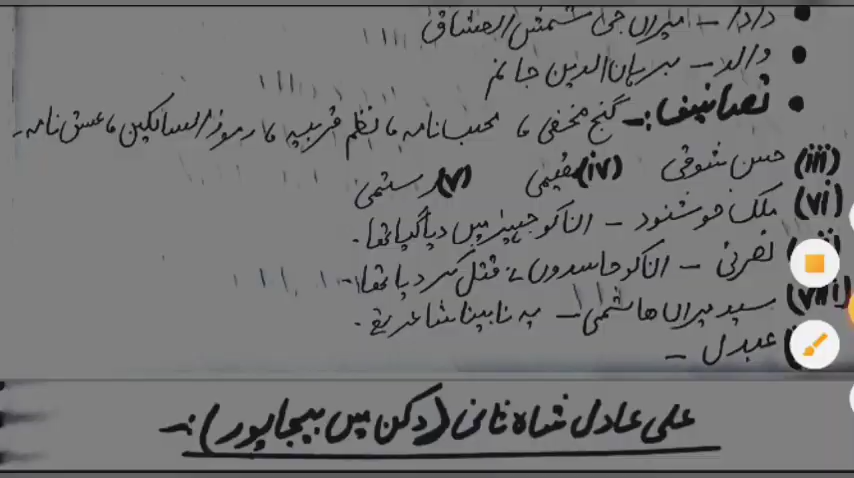 دادا - میراں جی شمس العشاق
والد - برہان الدین جانم
تصانیف:- گنج مخفی، محب نامہ، نظم قریبیہ، رموز السالکین، عشق نامہ -
(iii) حسن شوقی (iv) مقیمی (v) رستمی
(vi) ملک خوشنود - ان کو جہیز میں دیا گیا تھا۔
نصرتی - ان کو حاسدوں نے قتل کر دیا تھا -
(viii) سید میراں ہاشمی - یہ نابینا شاعر تھے۔
عبدل -
علی عادل شاہ ثانی (دکن میں بیجاپور):-